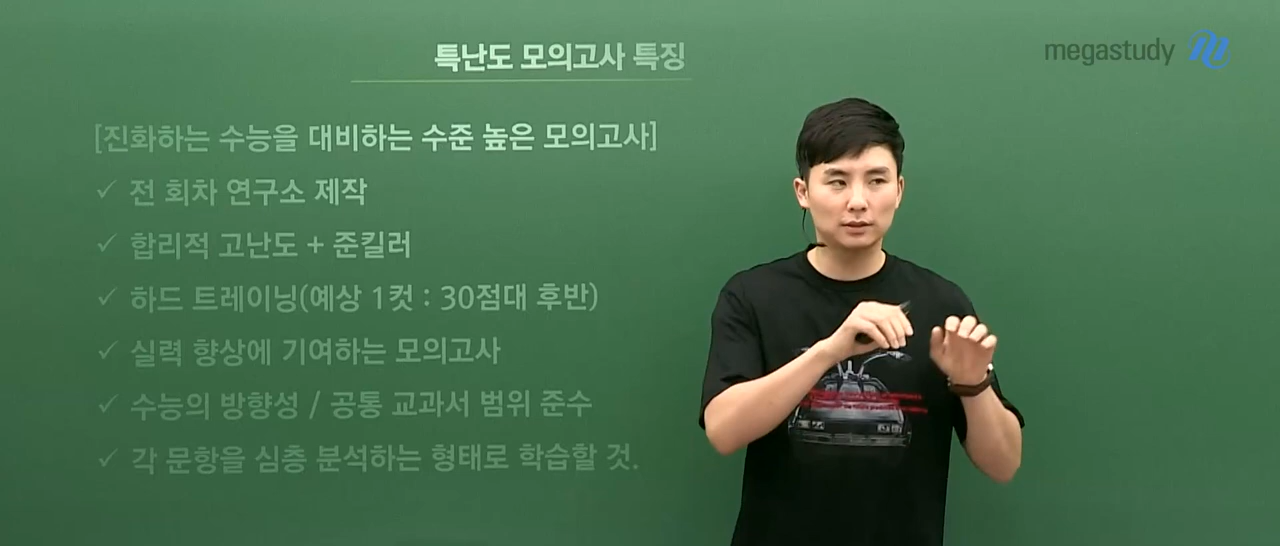 특난도 모의고사 특징
megastudy
[진화하는 수능을 대비하는 수준 높은 모의고사]
✓ 전 회차 연구소 제작
✓ 합리적 고난도 + 준킬러
✓ 하드 트레이닝(예상 1컷 : 30점대 후반)
✓ 실력 향상에 기여하는 모의고사
✓ 수능의 방향성 / 공통 교과서 범위 준수
✓ 각 문항을 심층 분석하는 형태로 학습할 것.